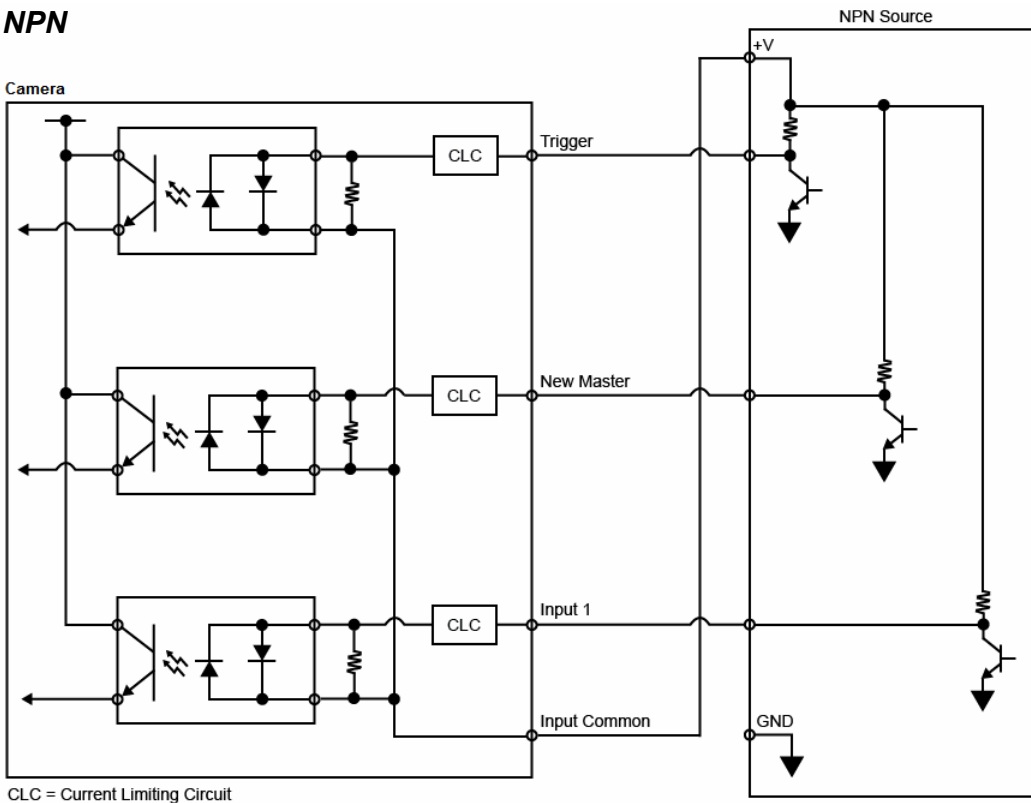 NPN
NPN Source
+V
Camera
CLC
Trigger
CLC
New Master
CLC
Input 1
Input Common
GND
CLC = Current Limiting Circuit